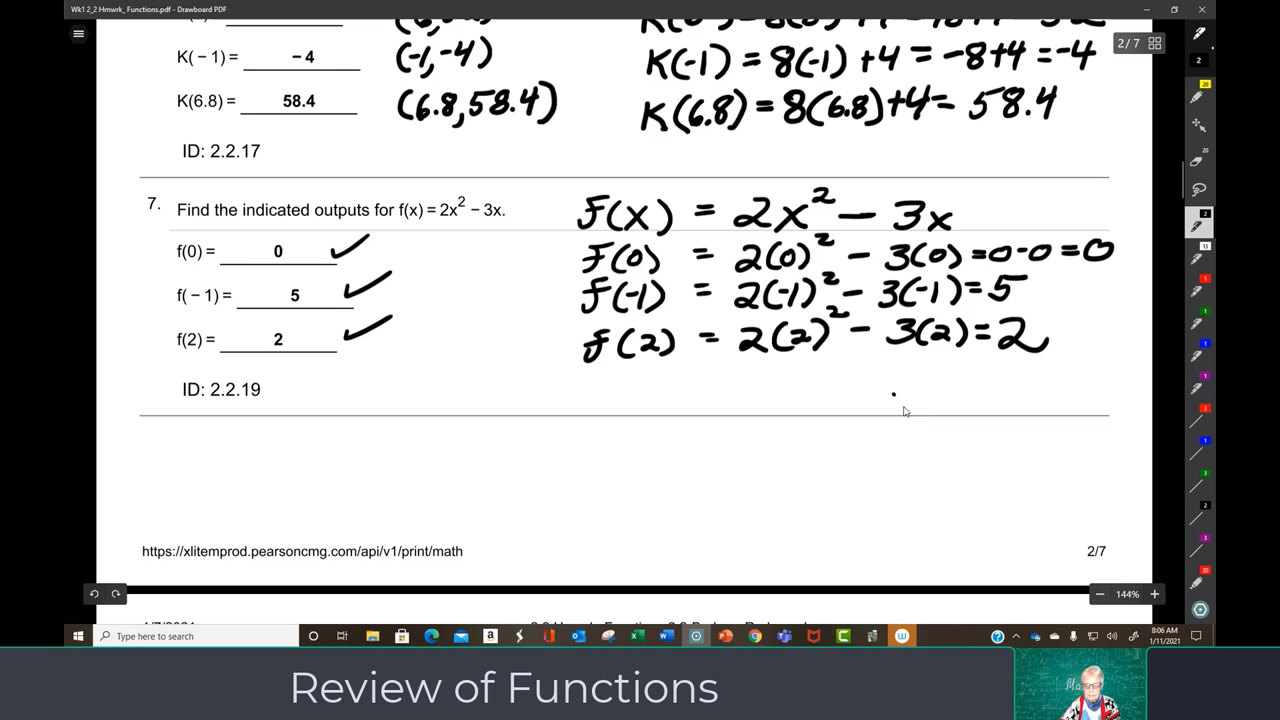 Wk1 2_2 Hmwrk_ Functions.pdf - Drawboard PDF
2/7
K(-1) = -4 (-1,-4) K(-1) = 8(-1) +4 = -8+4 = -4
K(6.8) = 58.4 (6.8,58.4) K(6.8) = 8(6.8)+4= 58.4
ID: 2.2.17
7. Find the indicated outputs for f(x) = 2x² − 3x. F(x) = 2x² − 3x
f(0) = 0 ✓ F(0) = 2(0)² − 3(0) =0-0=0
f(−1) = 5 ✓ F(-1) = 2(-1)² − 3(-1)=5
f(2) = 2 ✓ F(2) = 2(2)² − 3(2)=2
ID: 2.2.19
https://xlitemprod.pearsoncmg.com/api/v1/print/math 2/7
144%
Type here to search
8:06 AM
1/11/2021
Review of Functions